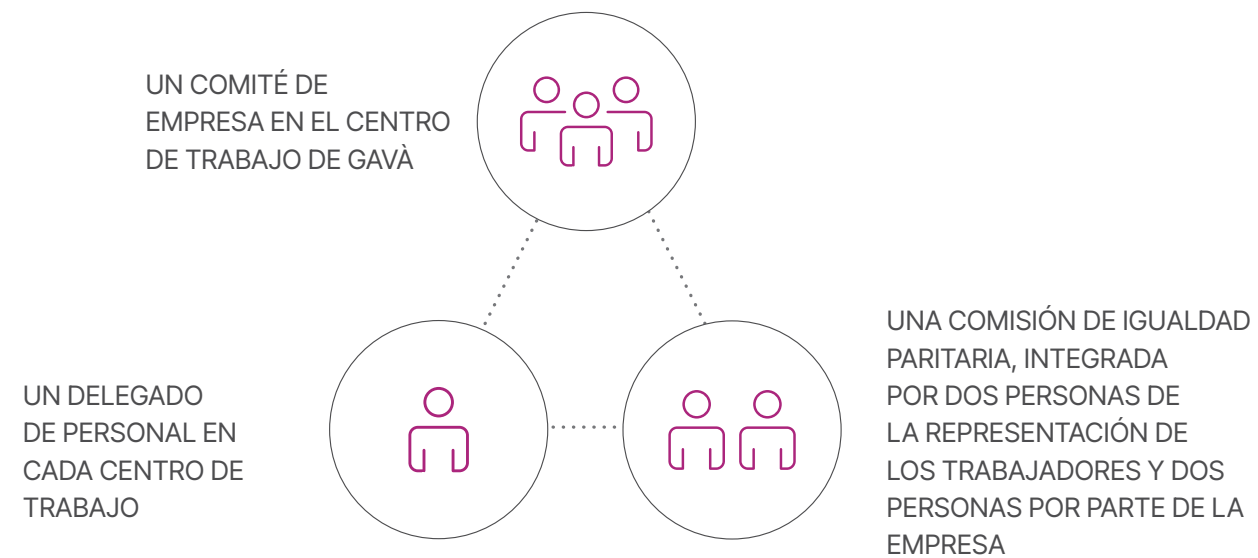 UN COMITÉ DE
EMPRESA EN EL CENTRO
DE TRABAJO DE GAVÀ
UN DELEGADO
DE PERSONAL EN
CADA CENTRO DE
TRABAJO
UNA COMISIÓN DE IGUALDAD
PARITARIA, INTEGRADA
POR DOS PERSONAS DE
LA REPRESENTACIÓN DE
LOS TRABAJADORES Y DOS
PERSONAS POR PARTE DE LA
EMPRESA